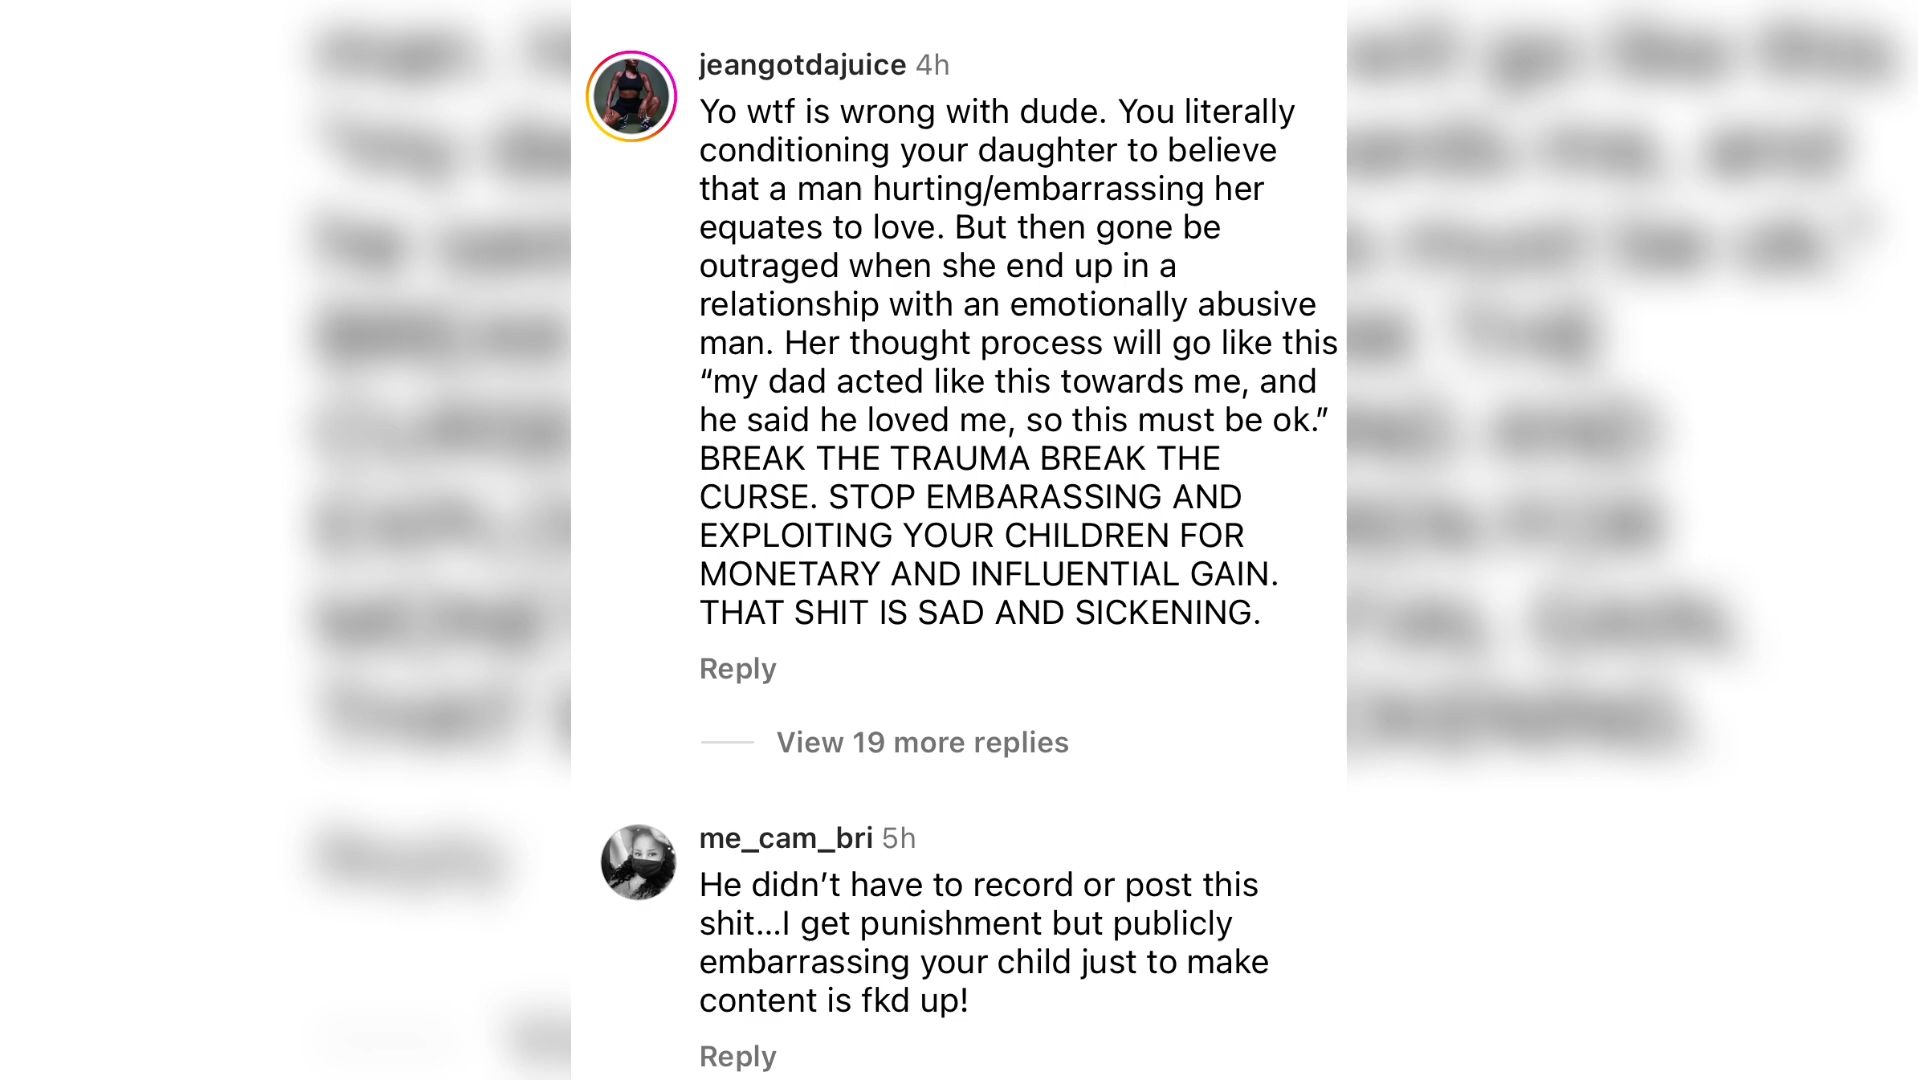 jeangotdajuice 4h
Yo wtf is wrong with dude. You literally
conditioning your daughter to believe
that a man hurting/embarrassing her
equates to love. But then gone be
outraged when she end up in a
relationship with an emotionally abusive
man. Her thought process will go like this
“my dad acted like this towards me, and
he said he loved me, so this must be ok.”
BREAK THE TRAUMA BREAK THE
CURSE. STOP EMBARASSING AND
EXPLOITING YOUR CHILDREN FOR
MONETARY AND INFLUENTIAL GAIN.
THAT SHIT IS SAD AND SICKENING.
Reply
View 19 more replies
me_cam_bri 5h
He didn’t have to record or post this
shit...I get punishment but publicly
embarrassing your child just to make
content is fkd up!
Reply